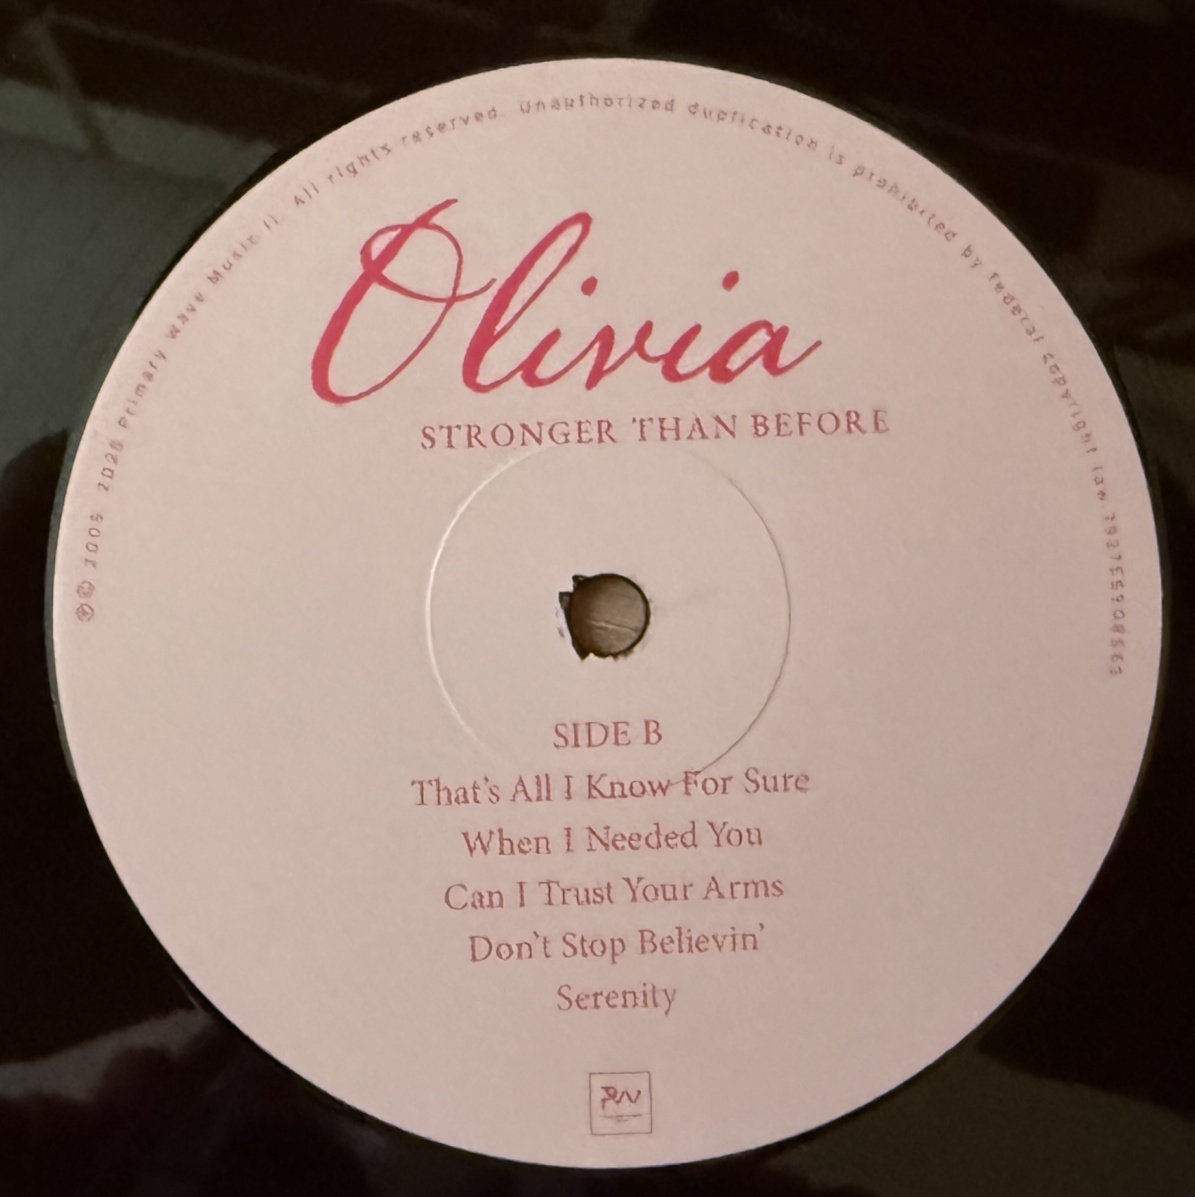 ℗© 2005, 2025 Primary Wave Music 11. All rights reserved. Unauthorized duplication is prohibited by federal copyright law.
Olivia
STRONGER THAN BEFORE
SIDE B
That's All I Know For Sure
When I Needed You
Can I Trust Your Arms
Don't Stop Believin'
Serenity